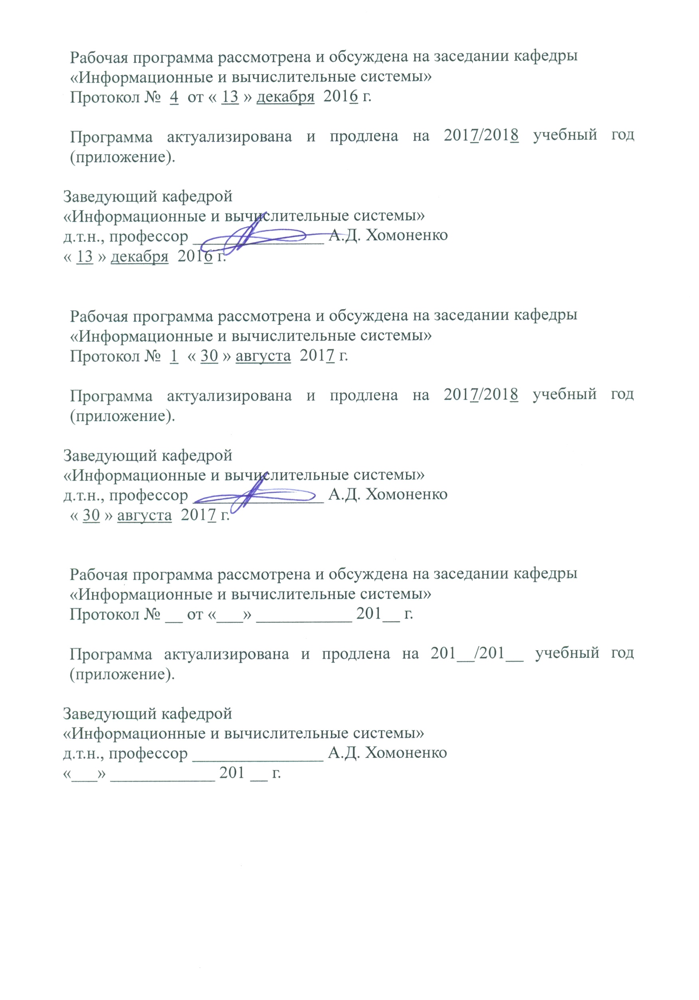 Рабочая программа рассмотрена и обсуждена на заседании кафедры
«Информационные и вычислительные системы»
Протокол № 4 от « 13 » декабря 2016 г.
Программа актуализирована и продлена на 2017/2018 учебный год
(приложение).
Заведующий кафедрой
«Информационные и вычислительные системы»
д.т.н., профессор _______________ А.Д. Хомоненко
« 13 » декабря 2016 г.
Рабочая программа рассмотрена и обсуждена на заседании кафедры
«Информационные и вычислительные системы»
Протокол № 1 « 30 » августа 2017 г.
Программа актуализирована и продлена на 2017/2018 учебный год
(приложение).
Заведующий кафедрой
«Информационные и вычислительные системы»
д.т.н., профессор _______________ А.Д. Хомоненко
« 30 » августа 2017 г.
Рабочая программа рассмотрена и обсуждена на заседании кафедры
«Информационные и вычислительные системы»
Протокол № __ от «___» ___________ 201__ г.
Программа актуализирована и продлена на 201__/201__ учебный год
(приложение).
Заведующий кафедрой
«Информационные и вычислительные системы»
д.т.н., профессор _______________ А.Д. Хомоненко
«___» ____________ 201 __ г.